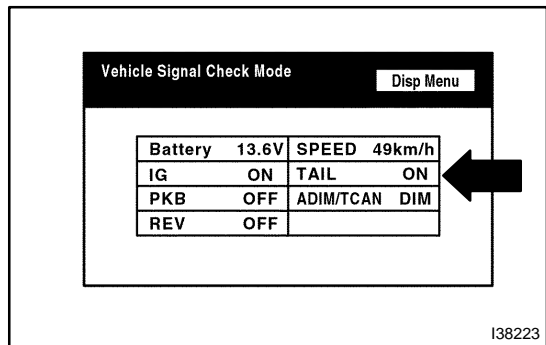 Vehicle Signal Check Mode
Disp Menu
Battery 13.6V SPEED 49km/h
IG ON TAIL ON
PKB OFF ADIM/TCAN DIM
REV OFF
I38223